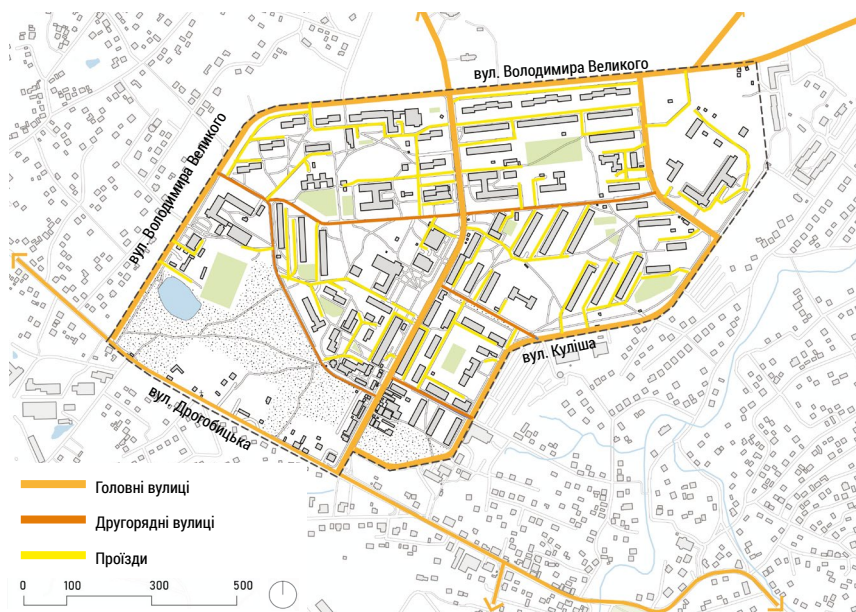 вул. Володимира Великого
вул. Володимира Великого
вул. Куліша
вул. Дрогобицька
Головні вулиці
Другорядні вулиці
Проїзди
0 100 300 500